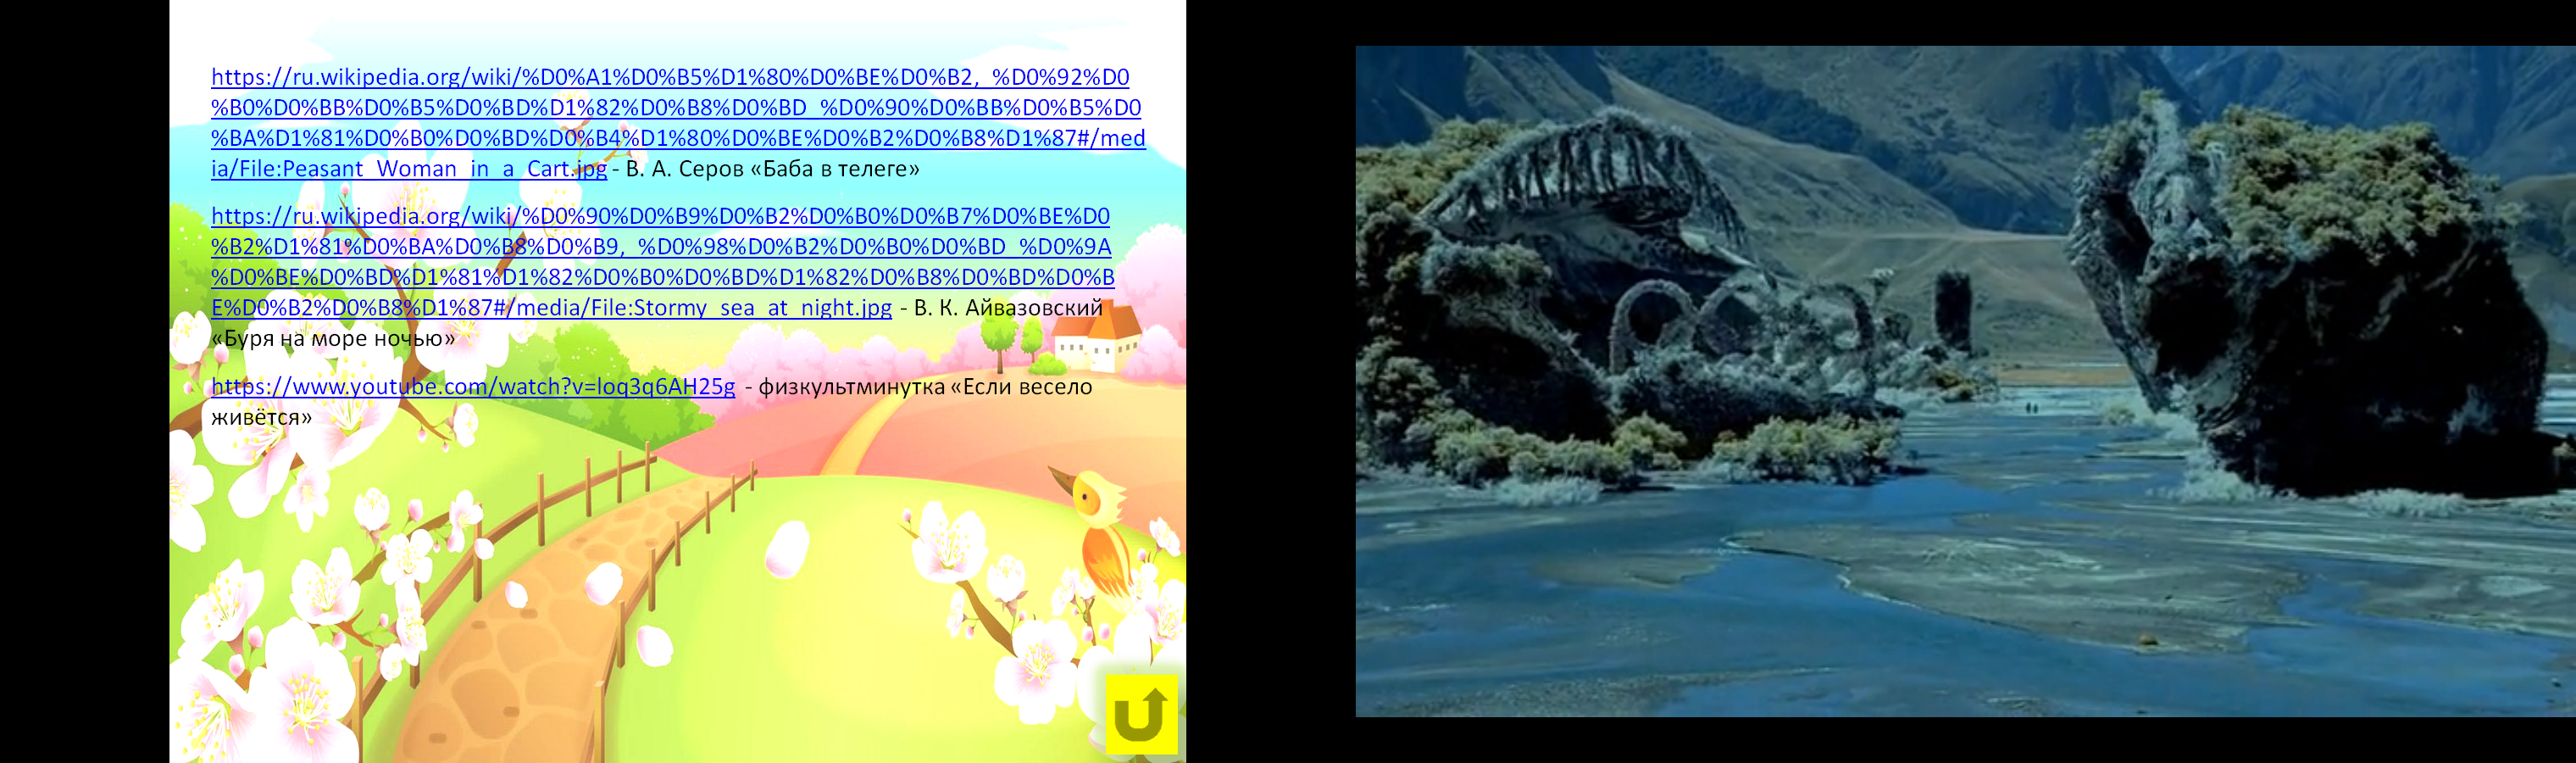 https://ru.wikipedia.org/wiki/%D0%A1%D0%B5%D1%80%D0%BE%D0%B2,_%D0%92%D0
%B0%D0%BB%D0%B5%D0%BD%D1%82%D0%B8%D0%BD_%D0%90%D0%BB%D0%B5%D0
%BA%D1%81%D0%B0%D0%BD%D0%B4%D1%80%D0%BE%D0%B2%D0%B8%D1%87#/med
ia/File:Peasant_Woman_in_a_Cart.jpg - В. А. Серов «Баба в телеге»
https://ru.wikipedia.org/wiki/%D0%90%D0%B9%D0%B2%D0%B0%D0%B7%D0%BE%D0
%B2%D1%81%D0%BA%D0%B8%D0%B9,_%D0%98%D0%B2%D0%B0%D0%BD_%D0%9A
%D0%BE%D0%BD%D1%81%D1%82%D0%B0%D0%BD%D1%82%D0%B8%D0%BD%D0%B
E%D0%B2%D0%B8%D1%87#/media/File:Stormy_sea_at_night.jpg - В. К. Айвазовский
«Буря на море ночью»
https://www.youtube.com/watch?v=loq3q6AH25g - физкультминутка «Если весело
живётся»